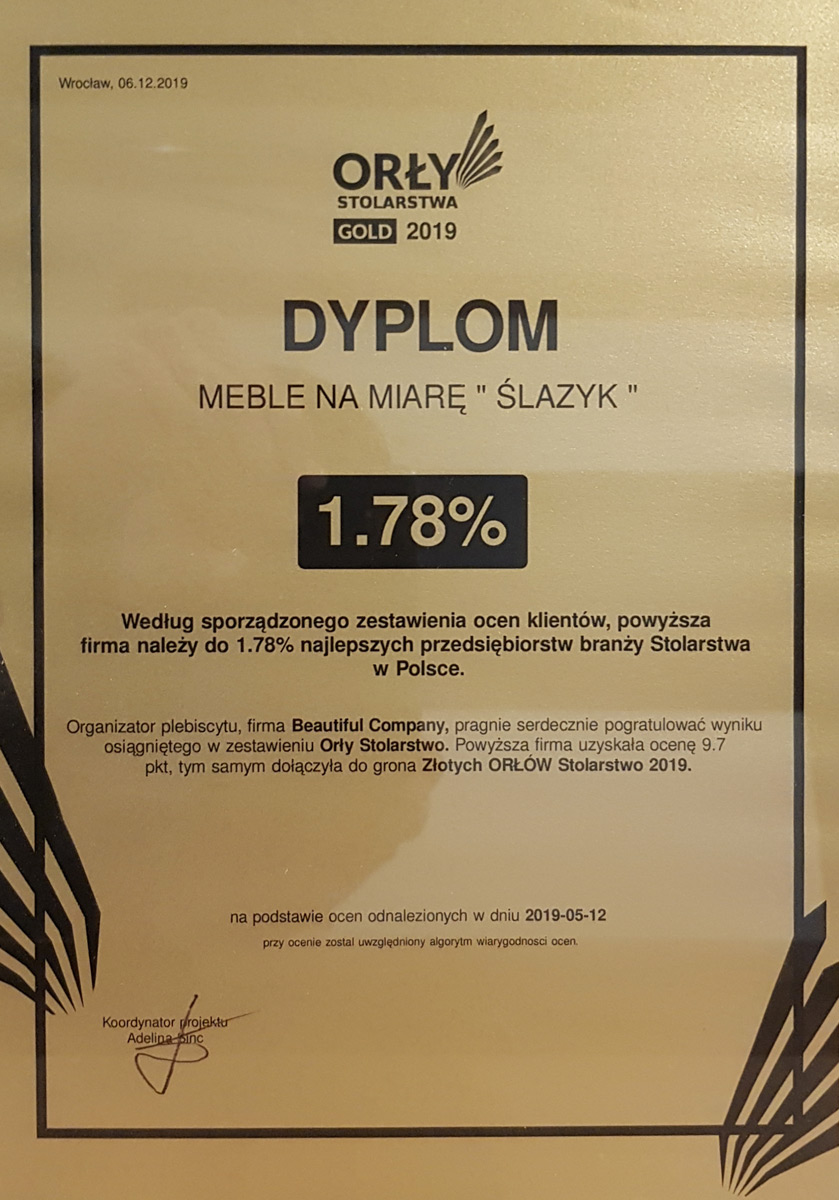 Wrocław, 06.12.2019
ORŁY
STOLARSTWA
GOLD 2019
DYPLOM
MEBLE NA MIARĘ " ŚLAZYK "
1.78%
Według sporządzonego zestawienia ocen klientów, powyższa
firma należy do 1.78% najlepszych przedsiębiorstw branży Stolarstwa
w Polsce.
Organizator plebiscytu, firma Beautiful Company, pragnie serdecznie pogratulować wyniku
osiągniętego w zestawieniu Orły Stolarstwo. Powyższa firma uzyskała ocenę 9.7
pkt, tym samym dołączyła do grona Złotych ORŁÓW Stolarstwo 2019.
na podstawie ocen odnalezionych w dniu 2019-05-12
przy ocenie zostal uwzględniony algorytm wiarygodnosci ocen.
Koordynator projektu
Adelina